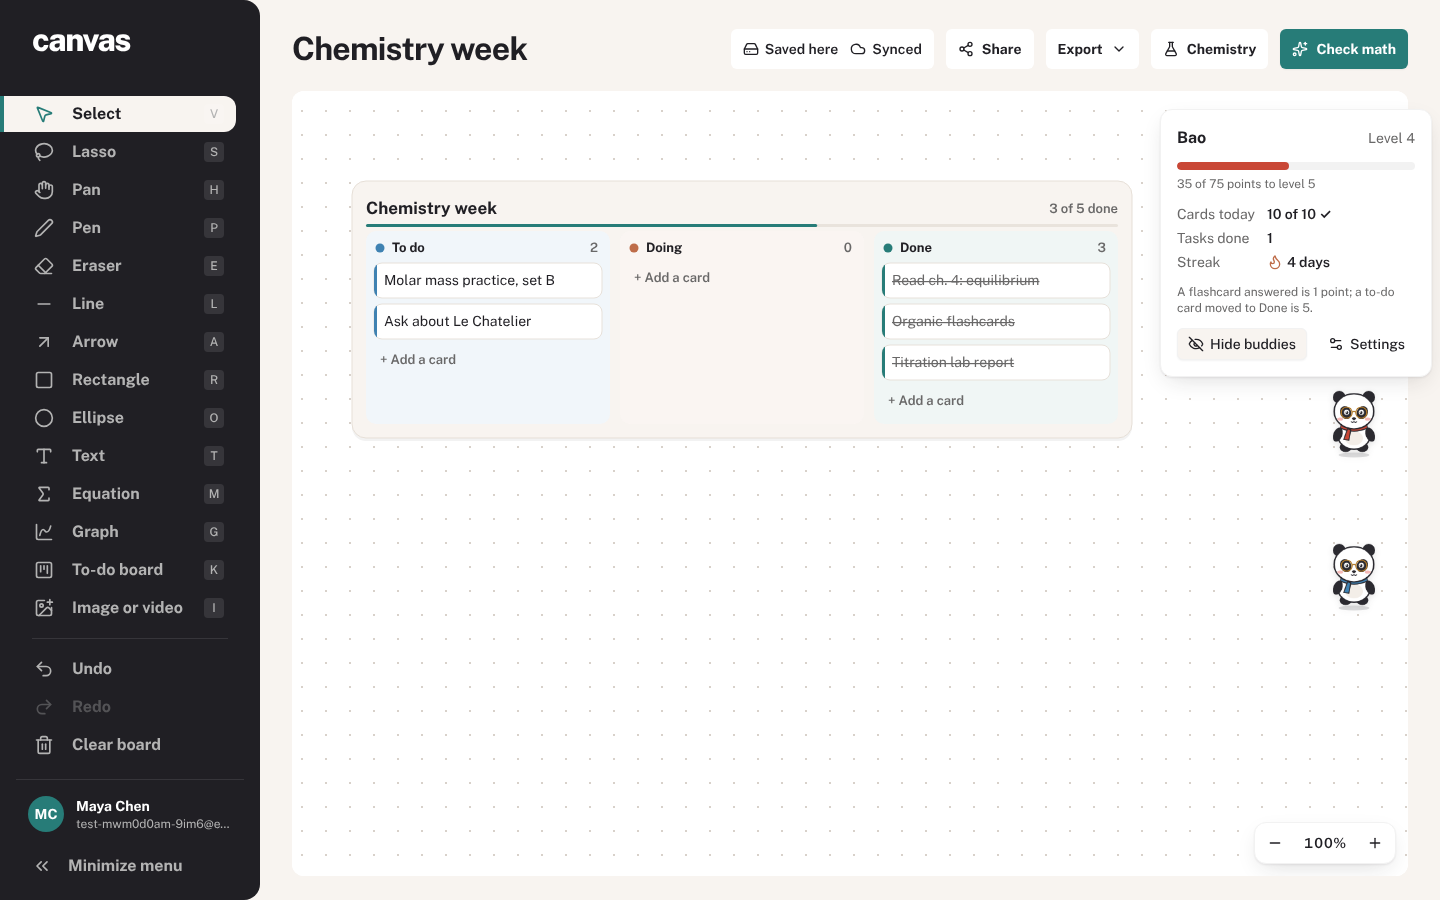 canvas
Chemistry week
Saved here Synced
Share
Export
Chemistry
Check math
Select V
Lasso S
Pan H
Pen P
Eraser E
Line L
Arrow A
Rectangle R
Ellipse O
Text T
Equation M
Graph G
To-do board K
Image or video I
Undo
Redo
Clear board
MC
Maya Chen
test-mwm0d0am-9im6@e...
Minimize menu
Chemistry week 3 of 5 done
To do 2
Molar mass practice, set B
Ask about Le Chatelier
+ Add a card
Doing 0
+ Add a card
Done 3
Read ch. 4: equilibrium
Organic flashcards
Titration lab report
+ Add a card
Bao Level 4
35 of 75 points to level 5
Cards today 10 of 10 ✓
Tasks done 1
Streak 4 days
A flashcard answered is 1 point; a to-do
card moved to Done is 5.
Hide buddies Settings
− 100% +